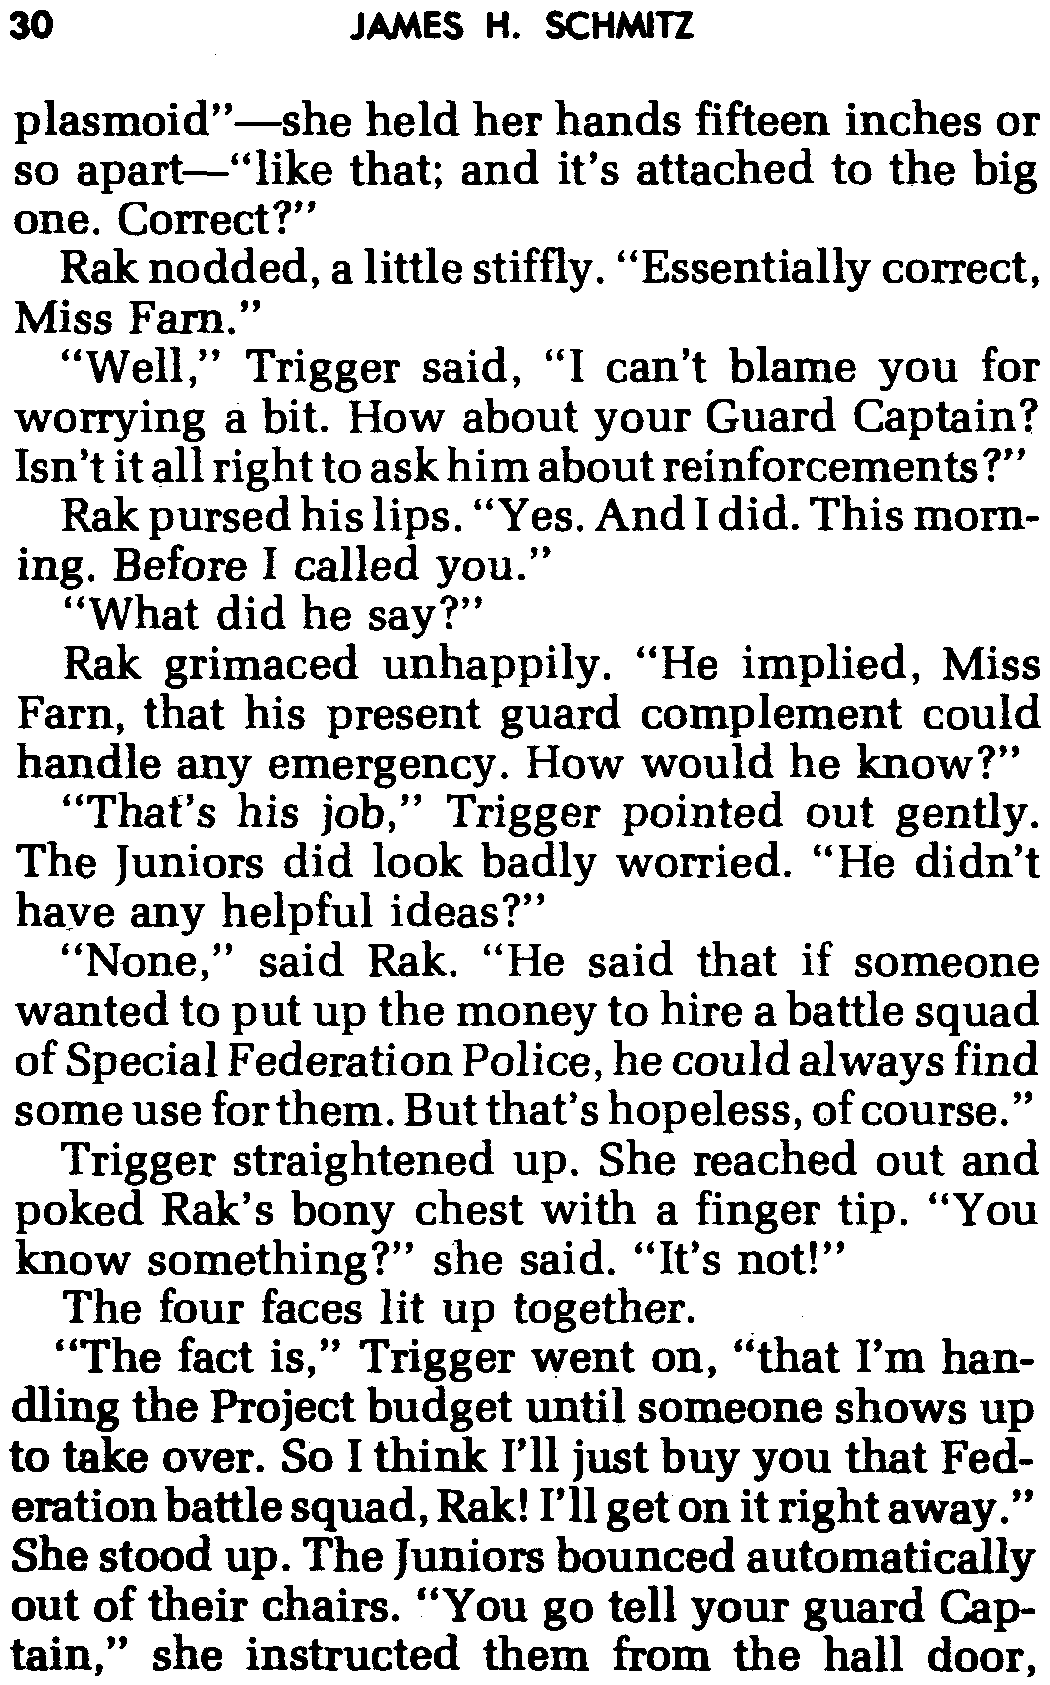 30 JAMES H. SCHMITZ
plasmoid”—she held her hands fifteen inches or
so apart—“like that; and it’s attached to the big
one. Correct?”
Rak nodded, a little stiffly. “Essentially correct,
Miss Farn.”
“Well,” Trigger said, “I can’t blame you for
worrying a bit. How about your Guard Captain?
Isn’t it all right to ask him about reinforcements?”
Rak pursed his lips. “Yes. And I did. This morn-
ing. Before I called you.”
“What did he say?”
Rak grimaced unhappily. “He implied, Miss
Farn, that his present guard complement could
handle any emergency. How would he know?”
“That’s his job,” Trigger pointed out gently.
The Juniors did look badly worried. “He didn’t
have any helpful ideas?”
“None,” said Rak. “He said that if someone
wanted to put up the money to hire a battle squad
of Special Federation Police, he could always find
some use for them. But that’s hopeless, of course.”
Trigger straightened up. She reached out and
poked Rak’s bony chest with a finger tip. “You
know something?” she said. “It’s not!”
The four faces lit up together.
“The fact is,” Trigger went on, “that I’m han-
dling the Project budget until someone shows up
to take over. So I think I’ll just buy you that Fed-
eration battle squad, Rak! I’ll get on it right away.”
She stood up. The Juniors bounced automatically
out of their chairs. “You go tell your guard Cap-
tain,” she instructed them from the hall door,